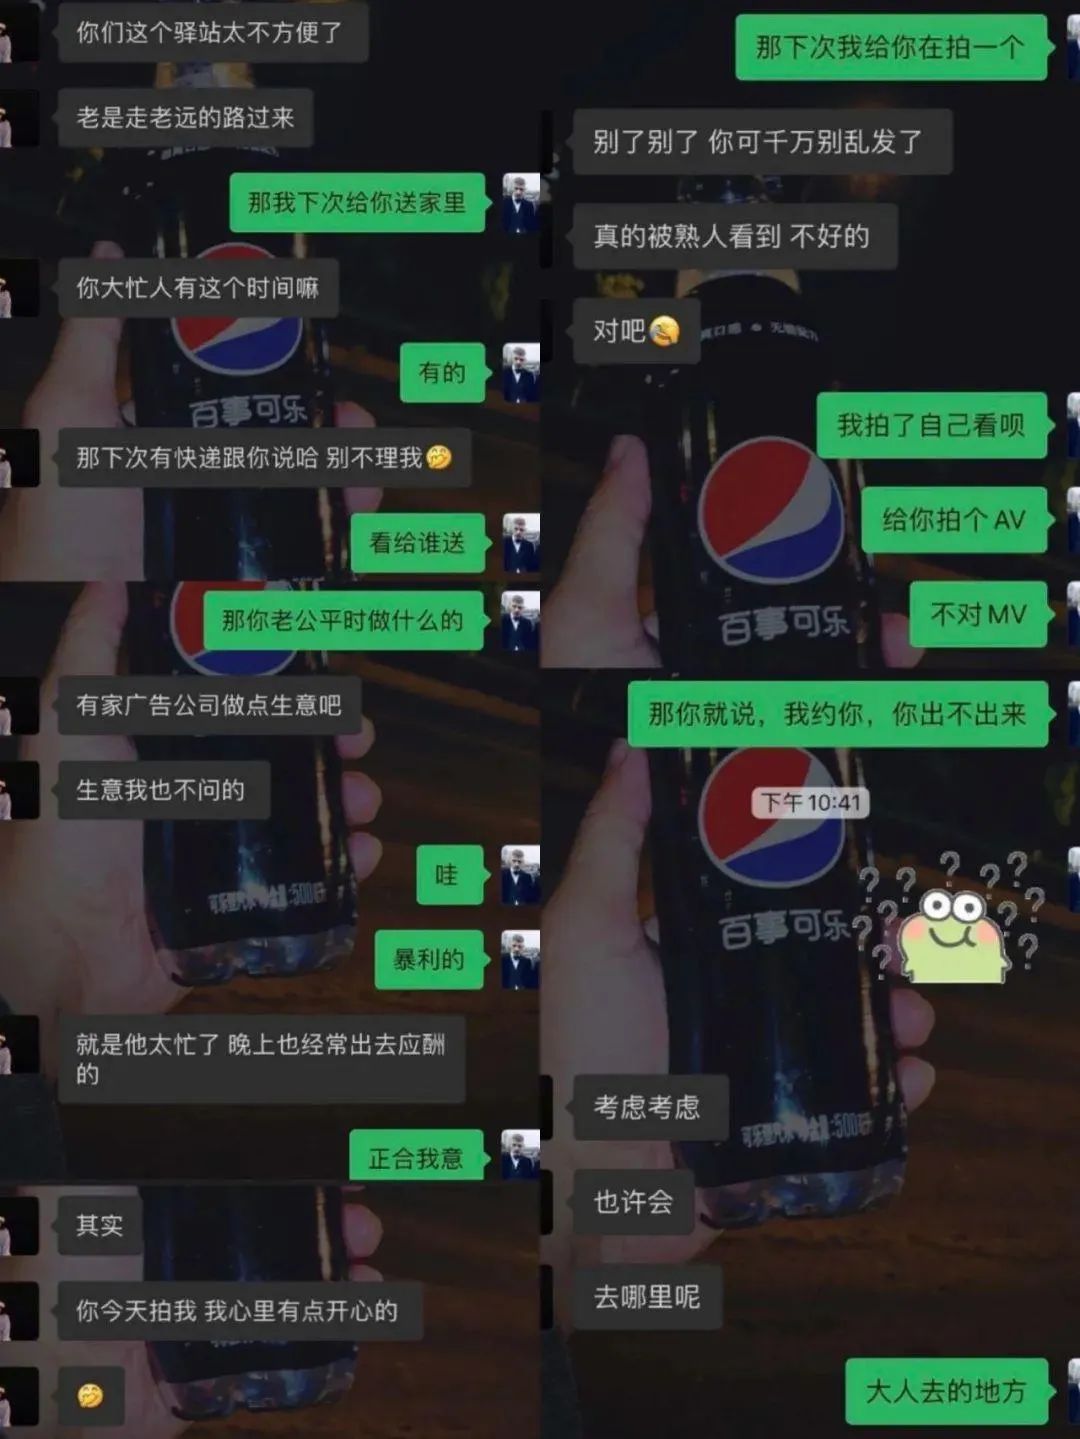 你们这个驿站太不方便了
老是走老远的路过来
那我下次给你送家里
你大忙人有这个时间嘛
有的
百事可乐
那下次有快递跟你说哈 别不理我
看给谁送
那你老公平时做什么的
有家广告公司做点生意吧
生意我也不问的
哇
暴利的
就是他太忙了 晚上也经常出去应酬
的
正合我意
其实
你今天拍我 我心里有点开心的
那下次我给你在拍一个
别了别了 你可千万别乱发了
真的被熟人看到 不好的
对吧
我拍了自己看呗
给你拍个AV
百事可乐
不对MV
那你就说，我约你，你出不出来
下午10:41
百事可乐
考虑考虑
也许会
去哪里呢
大人去的地方